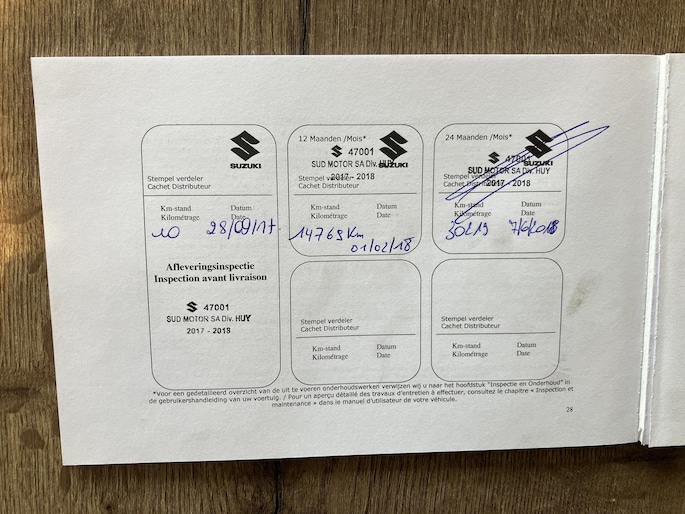 SUZUKI
Stempel verdeler
Cachet Distributeur
Km-stand Datum
Kilométrage Date
10 28/09/17
Afleveringsinspectie
Inspection avant livraison
47001
SUD MOTOR SA Div. HUY
2017 - 2018
12 Maanden /Mois*
SUZUKI
47001
SUD MOTOR SA Div. HUY
2017 - 2018
Stempel verdeler
Cachet Distributeur
Km-stand Datum
Kilométrage Date
14769 Km
01/02/18
24 Maanden /Mois*
SUZUKI
47001
SUD MOTOR SA Div. HUY
2017 - 2018
Stempel verdeler
Cachet Distributeur
Km-stand Datum
Kilométrage Date
Stempel verdeler
Cachet Distributeur
Km-stand Datum
Kilométrage Date
Stempel verdeler
Cachet Distributeur
Km-stand Datum
Kilométrage Date
*Voor een gedetailleerd overzicht van de uit te voeren onderhoudswerken verwijzen wij u naar het hoofdstuk "Inspectie en Onderhoud" in
de gebruikershandleiding van uw voertuig. / Pour un aperçu détaillé des travaux d'entretien à effectuer, consultez le chapitre « Inspection et
maintenance » dans le manuel d'utilisateur de votre véhicule.
28